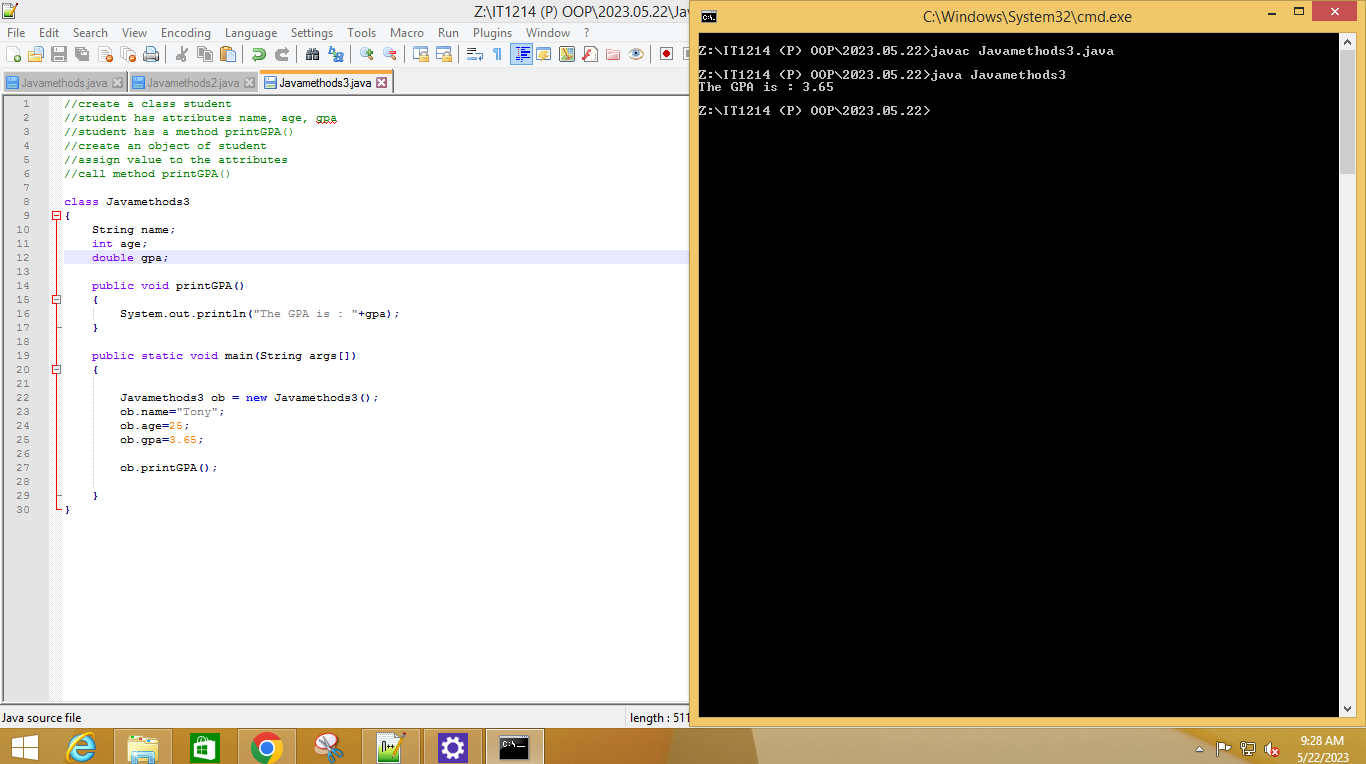 Z:\IT1214 (P) OOP\2023.05.22\Ja
File Edit Search View Encoding Language Settings Tools Macro Run Plugins Window ?
Javamethods.java Javamethods2.java Javamethods3.java
1 //create a class student
2 //student has attributes name, age, gpa
3 //student has a method printGPA()
4 //create an object of student
5 //assign value to the attributes
6 //call method printGPA()
7
8 class Javamethods3
9 {
10 String name;
11 int age;
12 double gpa;
13
14 public void printGPA()
15 {
16 System.out.println("The GPA is : "+gpa);
17 }
18
19 public static void main(String args[])
20 {
21
22 Javamethods3 ob = new Javamethods3();
23 ob.name="Tony";
24 ob.age=25;
25 ob.gpa=3.65;
26
27 ob.printGPA();
28
29 }
30 }
Java source file length : 511
C:\Windows\System32\cmd.exe
Z:\IT1214 (P) OOP\2023.05.22>javac Javamethods3.java
Z:\IT1214 (P) OOP\2023.05.22>java Javamethods3
The GPA is : 3.65
Z:\IT1214 (P) OOP\2023.05.22>
9:28 AM
5/22/2023